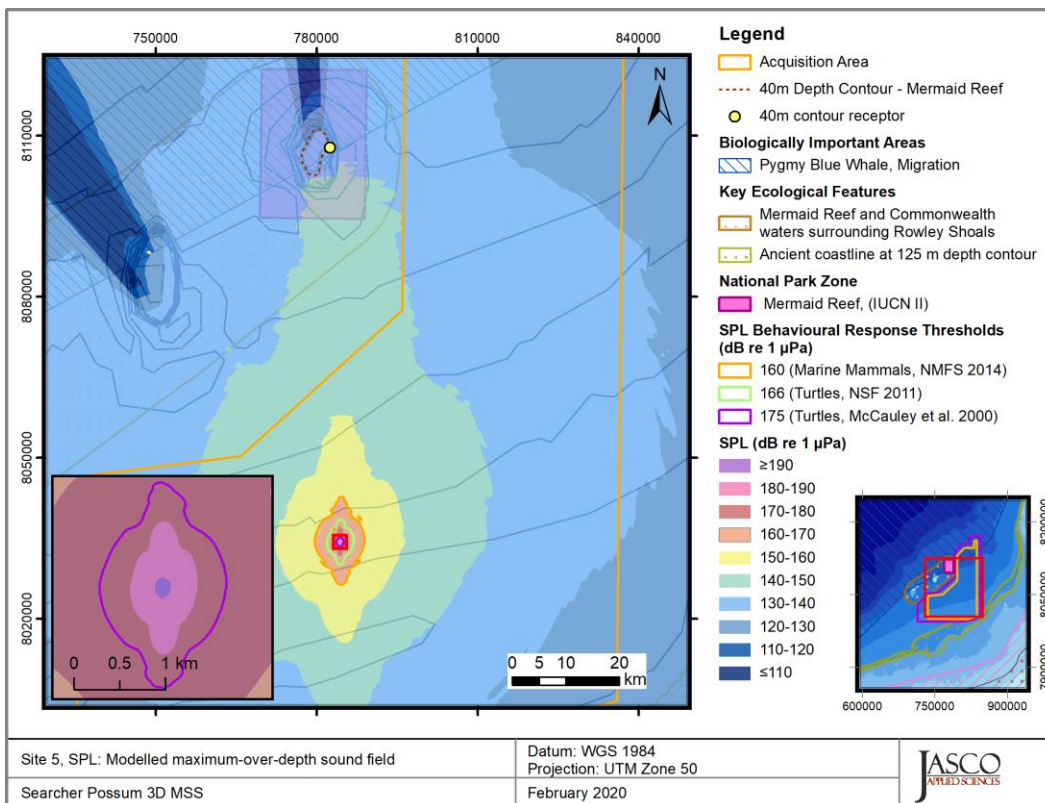 750000 780000 810000 840000
8110000
8080000
8050000
8020000
N
0 0.5 1 km
0 5 10 20
km
Legend
Acquisition Area
40m Depth Contour - Mermaid Reef
40m contour receptor
Biologically Important Areas
Pygmy Blue Whale, Migration
Key Ecological Features
Mermaid Reef and Commonwealth
waters surrounding Rowley Shoals
Ancient coastline at 125 m depth contour
National Park Zone
Mermaid Reef, (IUCN II)
SPL Behavioural Response Thresholds
(dB re 1 µPa)
160 (Marine Mammals, NMFS 2014)
166 (Turtles, NSF 2011)
175 (Turtles, McCauley et al. 2000)
SPL (dB re 1 µPa)
≥190
180-190
170-180
160-170
150-160
140-150
130-140
120-130
110-120
≤110
8200000
8050000
7900000
600000 750000 900000
Site 5, SPL: Modelled maximum-over-depth sound field
Searcher Possum 3D MSS
Datum: WGS 1984
Projection: UTM Zone 50
February 2020
JASCO
APPLIED SCIENCES